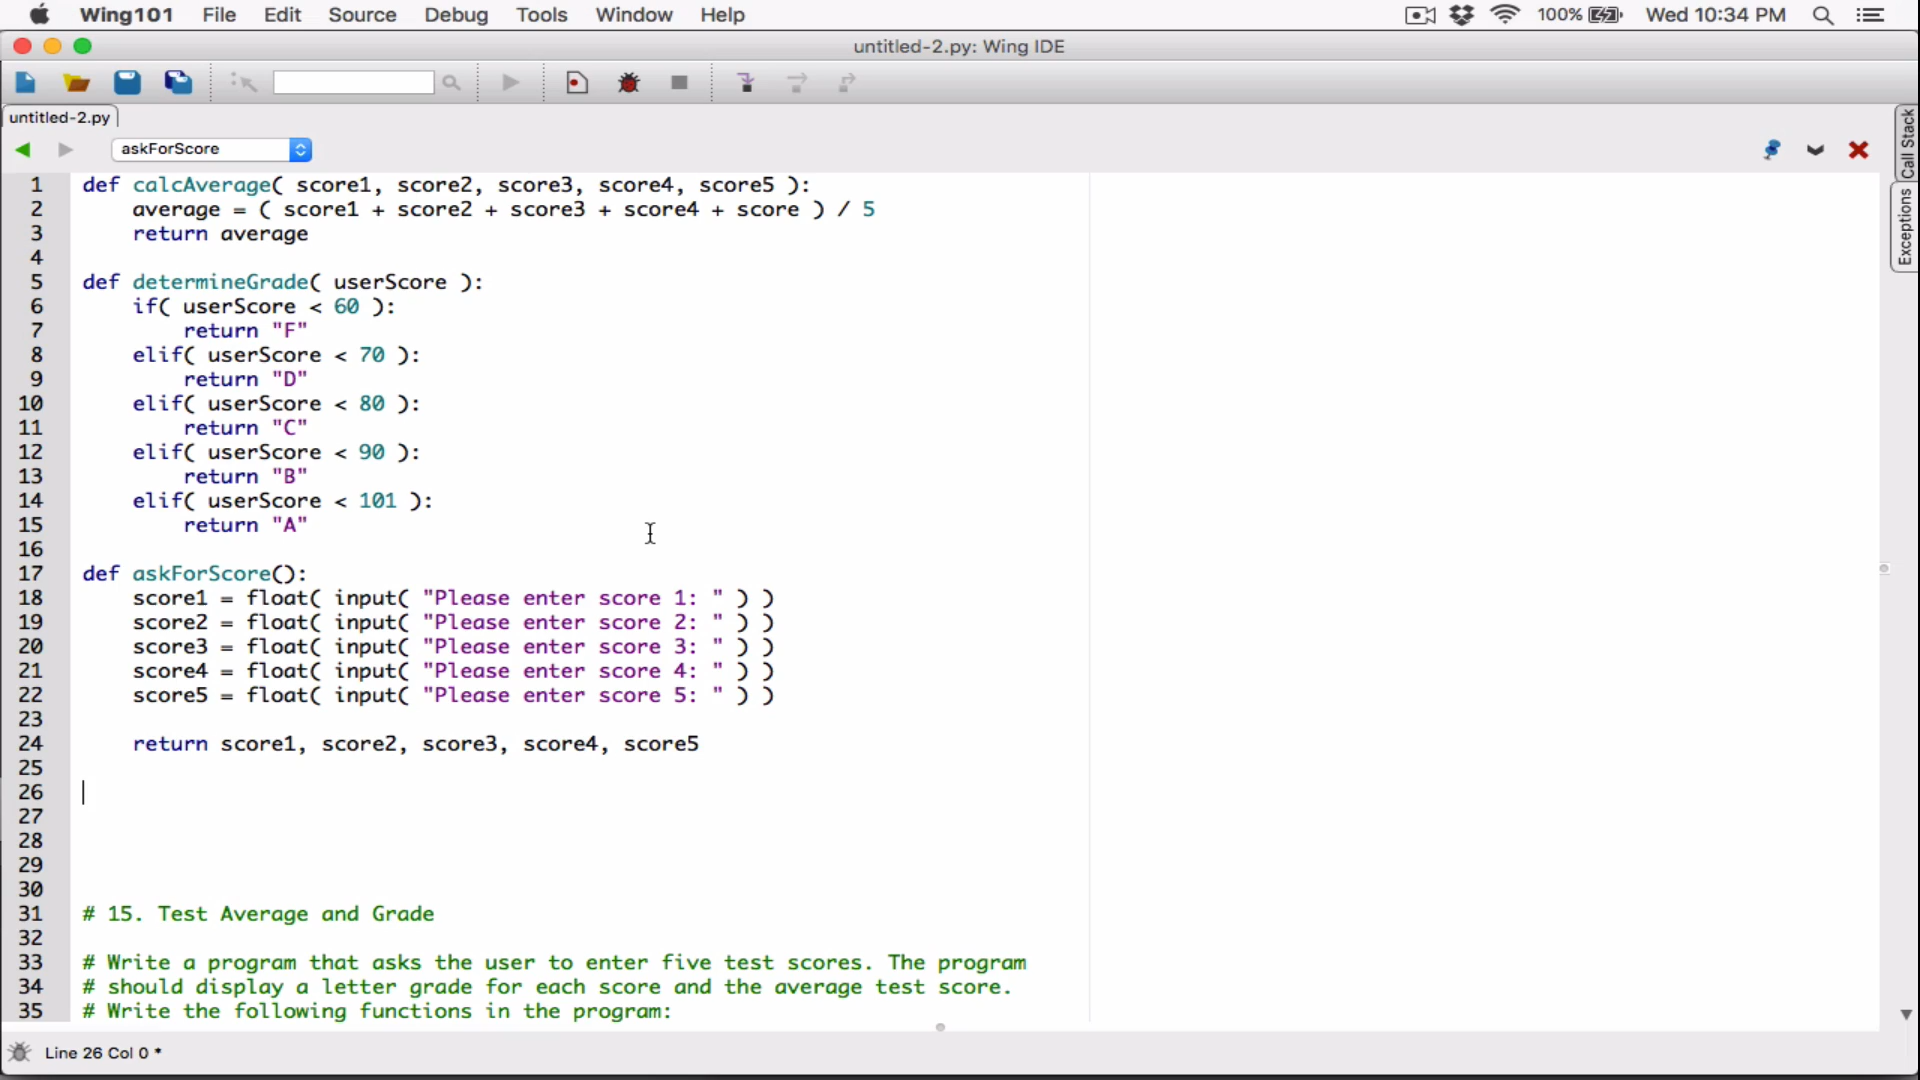 Wing101 File Edit Source Debug Tools Window Help 100% Wed 10:34 PM
untitled-2.py: Wing IDE
untitled-2.py
askForScore
Call Stack
Exceptions
1 def calcAverage( score1, score2, score3, score4, score5 ):
2     average = ( score1 + score2 + score3 + score4 + score ) / 5
3     return average
4
5 def determineGrade( userScore ):
6     if( userScore < 60 ):
7         return "F"
8     elif( userScore < 70 ):
9         return "D"
10     elif( userScore < 80 ):
11         return "C"
12     elif( userScore < 90 ):
13         return "B"
14     elif( userScore < 101 ):
15         return "A"
16
17 def askForScore():
18     score1 = float( input( "Please enter score 1: " ) )
19     score2 = float( input( "Please enter score 2: " ) )
20     score3 = float( input( "Please enter score 3: " ) )
21     score4 = float( input( "Please enter score 4: " ) )
22     score5 = float( input( "Please enter score 5: " ) )
23
24     return score1, score2, score3, score4, score5
25
26
27
28
29
30
31 # 15. Test Average and Grade
32
33 # Write a program that asks the user to enter five test scores. The program
34 # should display a letter grade for each score and the average test score.
35 # Write the following functions in the program:
Line 26 Col 0 *